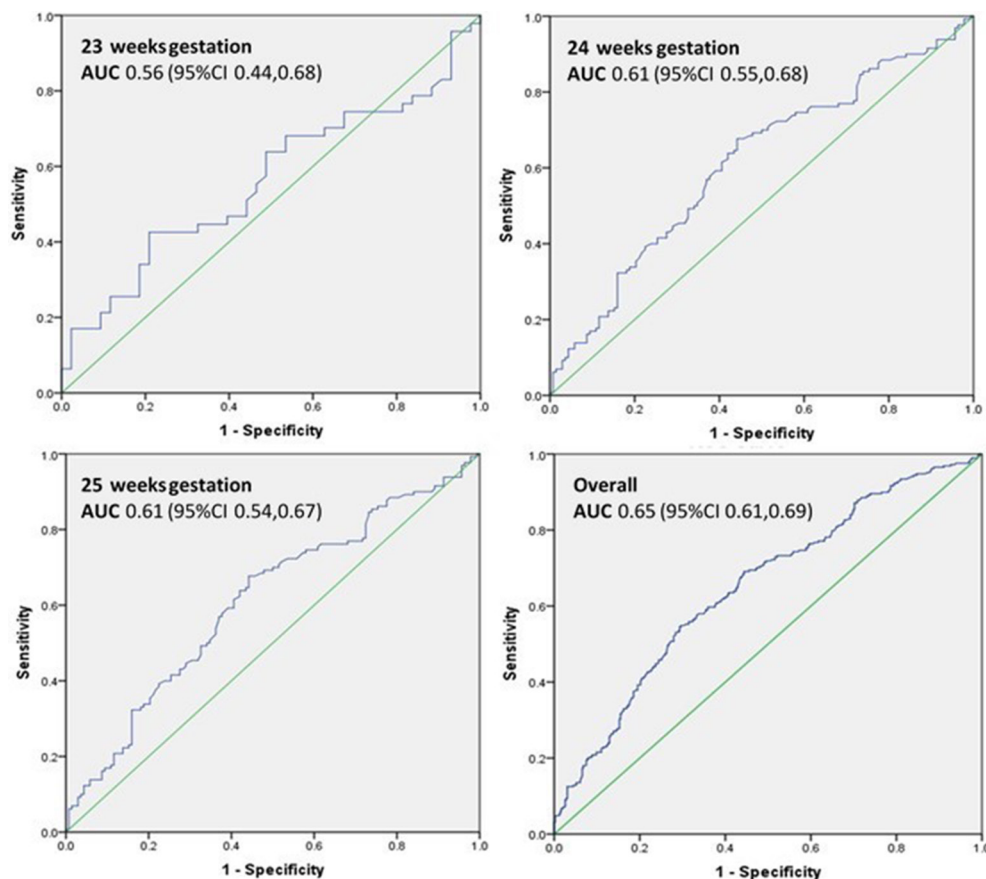 23 weeks gestation
AUC 0.56 (95%CI 0.44,0.68)
1.0
0.8
0.6
0.4
0.2
0.0
Sensitivity
0.0 0.2 0.4 0.6 0.8 1.0
1 - Specificity
24 weeks gestation
AUC 0.61 (95%CI 0.55,0.68)
1.0
0.8
0.6
0.4
0.2
0.0
Sensitivity
0.0 0.2 0.4 0.6 0.8 1.0
1 - Specificity
25 weeks gestation
AUC 0.61 (95%CI 0.54,0.67)
1.0
0.8
0.6
0.4
0.2
0.0
Sensitivity
0.0 0.2 0.4 0.6 0.8 1.0
1 - Specificity
Overall
AUC 0.65 (95%CI 0.61,0.69)
1.0
0.8
0.6
0.4
0.2
0.0
Sensitivity
0.0 0.2 0.4 0.6 0.8 1.0
1 - Specificity